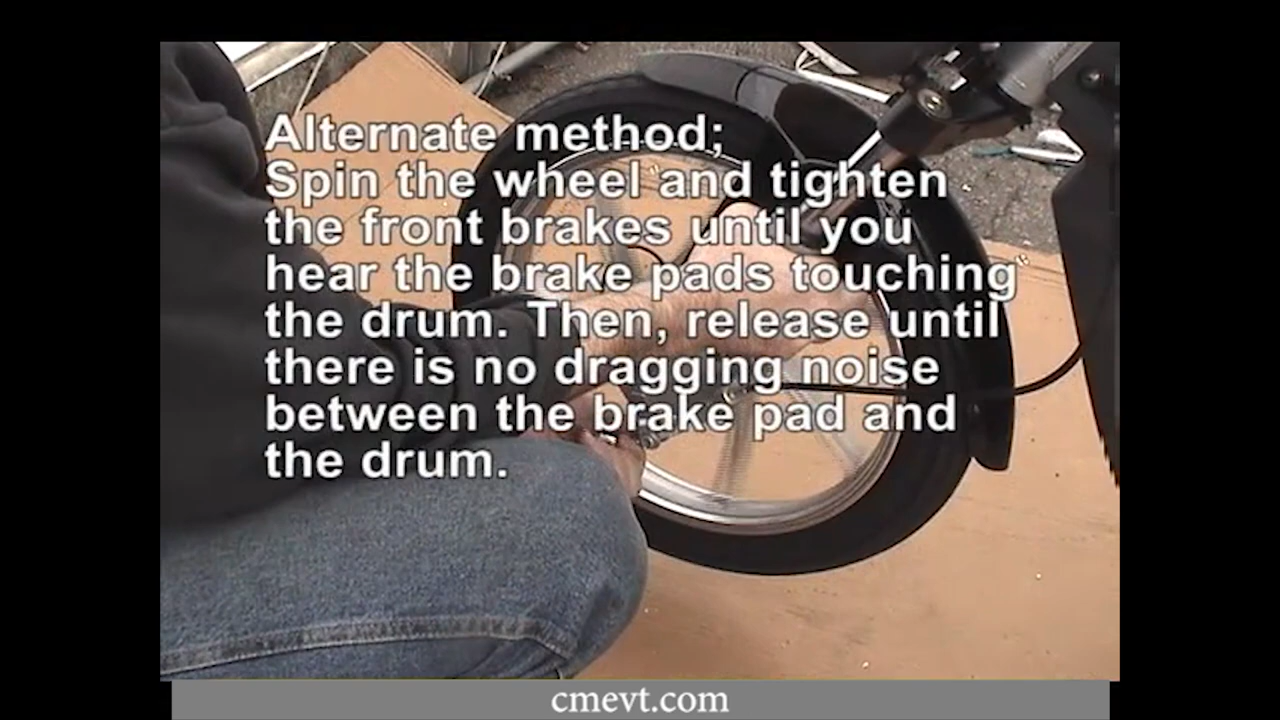 Alternate method;
Spin the wheel and tighten
the front brakes until you
hear the brake pads touching
the drum. Then, release until
there is no dragging noise
between the brake pad and
the drum.
cmevt.com